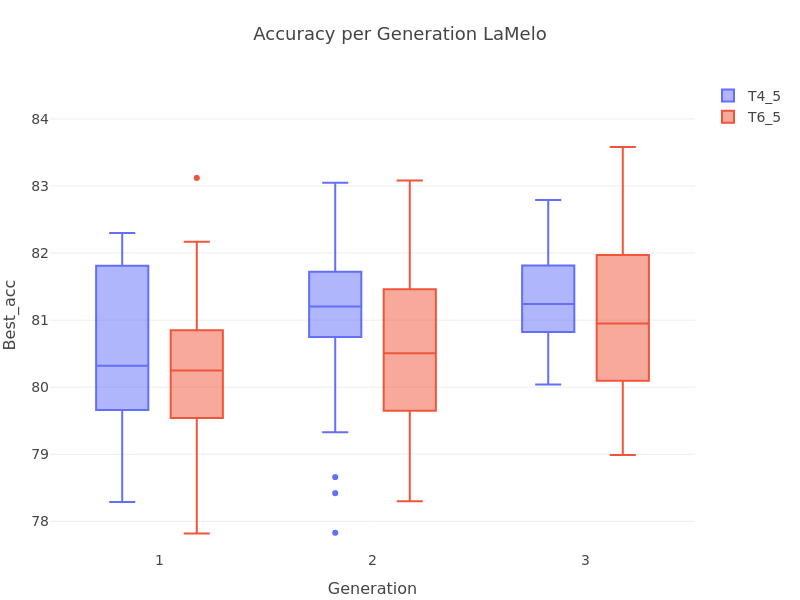 Accuracy per Generation LaMelo
T4_5
T6_5
84
83
82
81
80
79
78
Best_acc
1 2 3
Generation